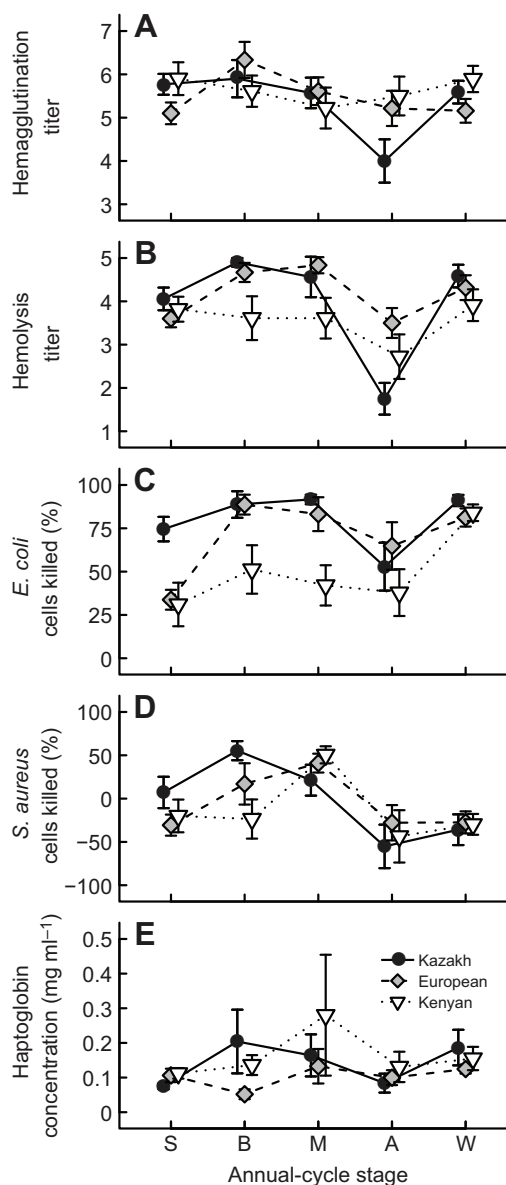 A
Hemagglutination
titer
7
6
5
4
3
B
Hemolysis
titer
5
4
3
2
1
C
E. coli
cells killed (%)
100
75
50
25
0
D
S. aureus
cells killed (%)
100
50
0
−50
−100
E
Haptoglobin
concentration (mg ml⁻¹)
0.5
0.4
0.3
0.2
0.1
0
Kazakh
European
Kenyan
S B M A W
Annual-cycle stage